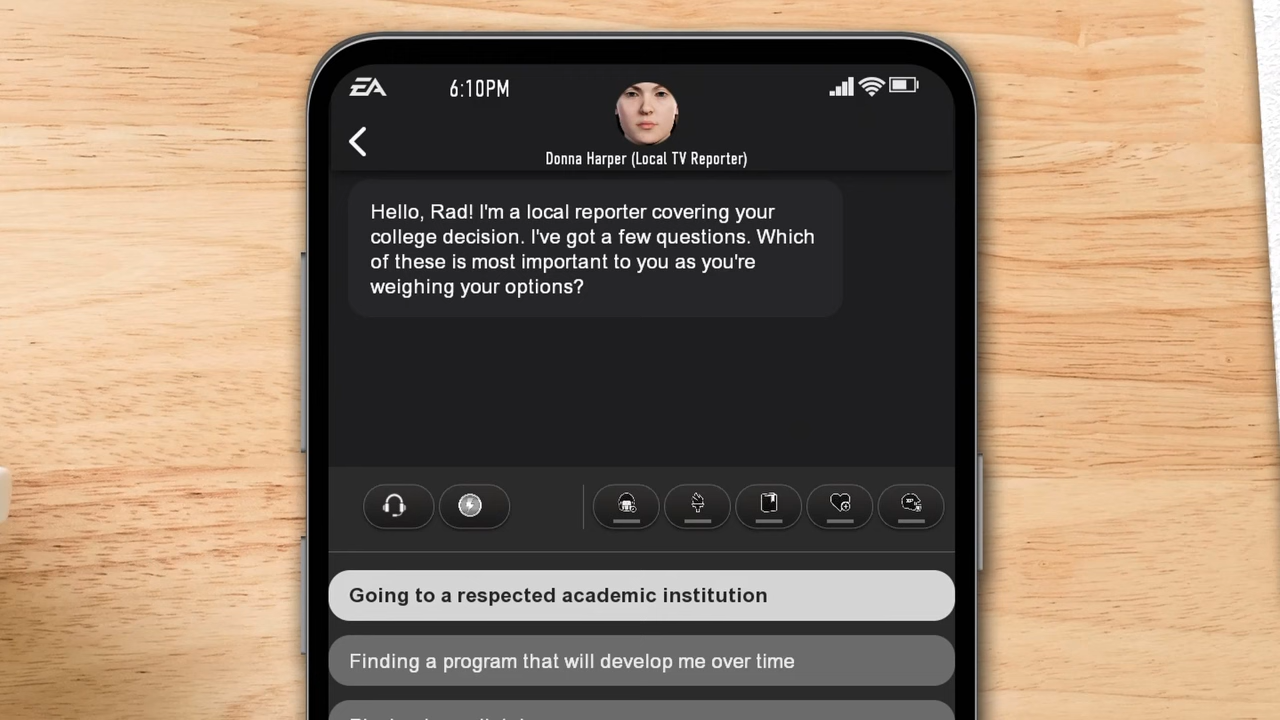 EA
6:10PM
Donna Harper (Local TV Reporter)
Hello, Rad! I'm a local reporter covering your
college decision. I've got a few questions. Which
of these is most important to you as you're
weighing your options?
Going to a respected academic institution
Finding a program that will develop me over time